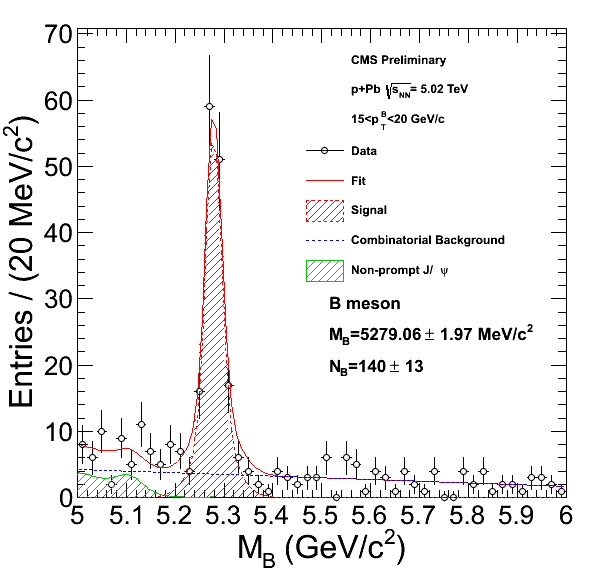 70
60
50
40
30
20
10
0
Entries / (20 MeV/c²)
CMS Preliminary
p+Pb √sNN= 5.02 TeV
15<pTB<20 GeV/c
Data
Fit
Signal
Combinatorial Background
Non-prompt J/ ψ
B meson
MB=5279.06 ± 1.97 MeV/c²
NB=140 ± 13
5 5.1 5.2 5.3 5.4 5.5 5.6 5.7 5.8 5.9 6
MB (GeV/c²)